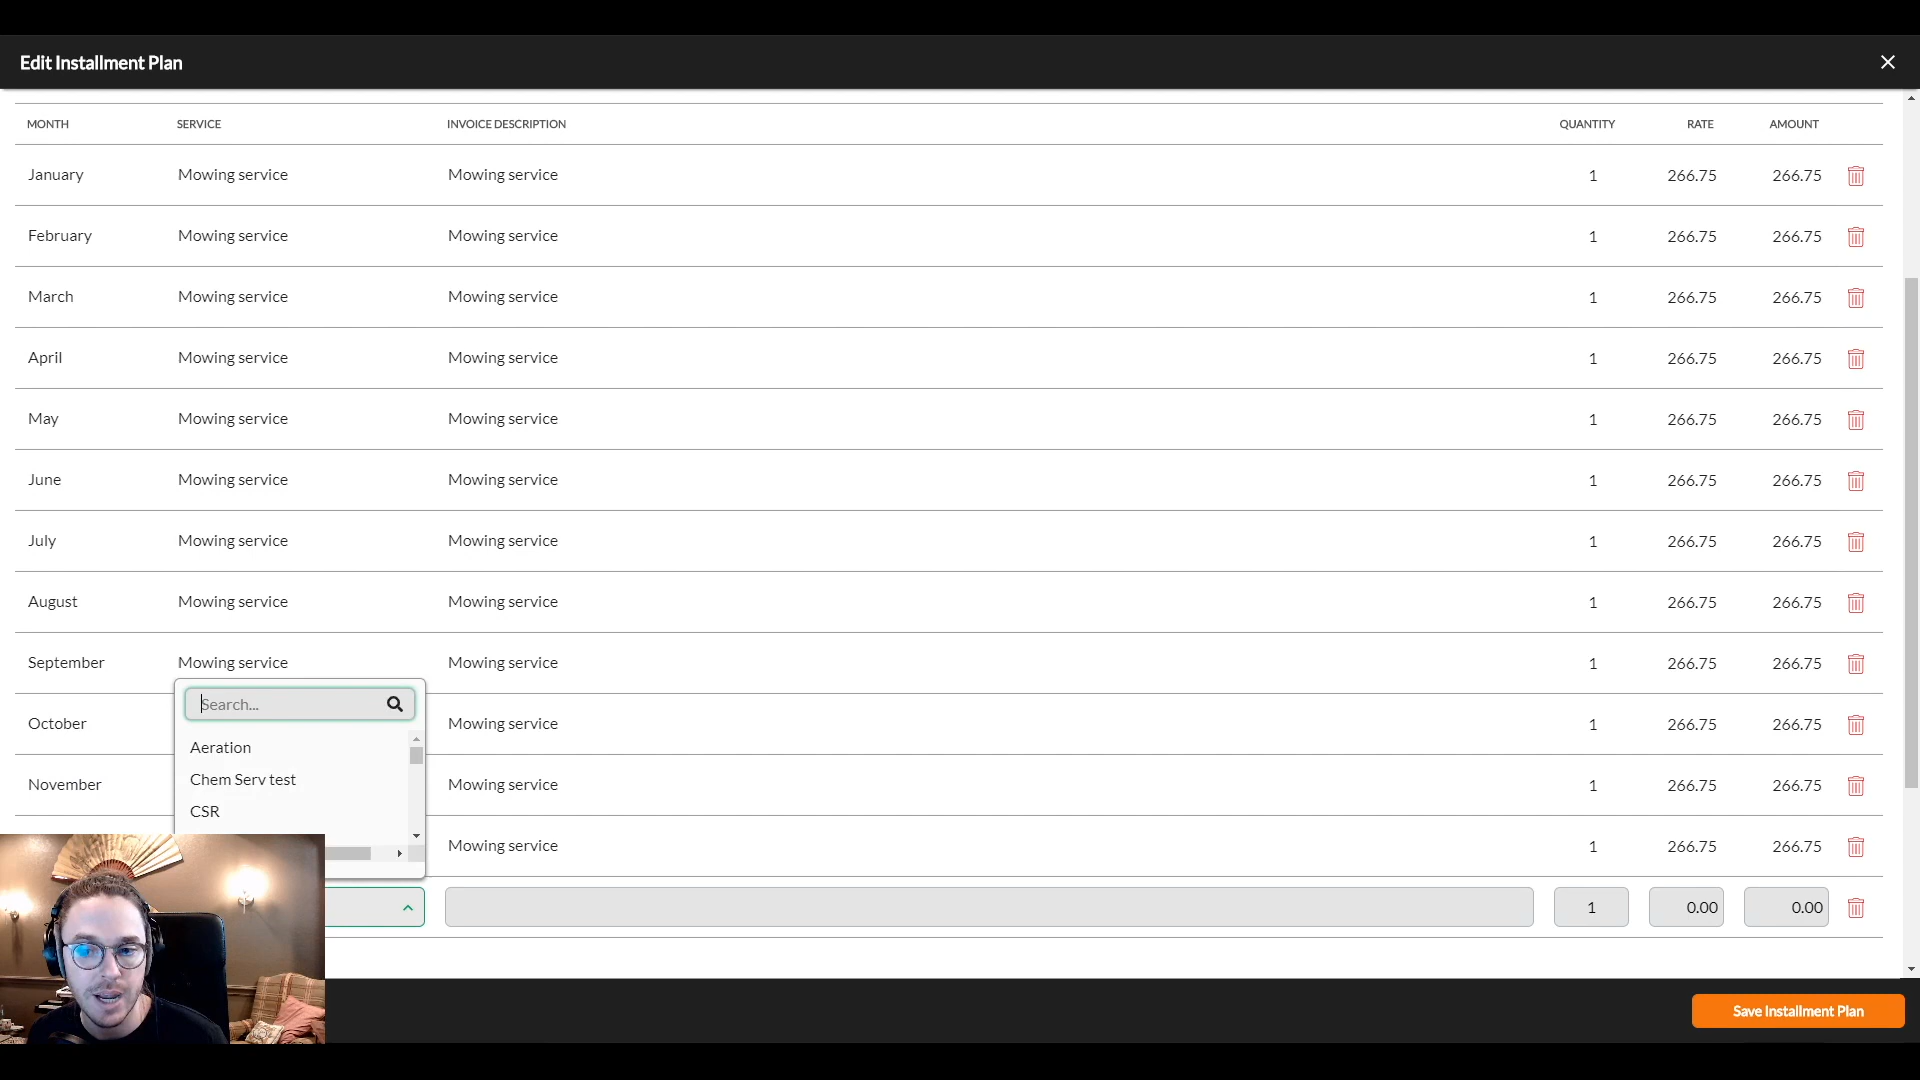 Edit Installment Plan
MONTH SERVICE INVOICE DESCRIPTION QUANTITY RATE AMOUNT
January Mowing service Mowing service 1 266.75 266.75
February Mowing service Mowing service 1 266.75 266.75
March Mowing service Mowing service 1 266.75 266.75
April Mowing service Mowing service 1 266.75 266.75
May Mowing service Mowing service 1 266.75 266.75
June Mowing service Mowing service 1 266.75 266.75
July Mowing service Mowing service 1 266.75 266.75
August Mowing service Mowing service 1 266.75 266.75
September Mowing service Mowing service 1 266.75 266.75
Search...
October Mowing service 1 266.75 266.75
Aeration
Chem Serv test
November Mowing service 1 266.75 266.75
CSR
Mowing service 1 266.75 266.75
1 0.00 0.00
Save Installment Plan